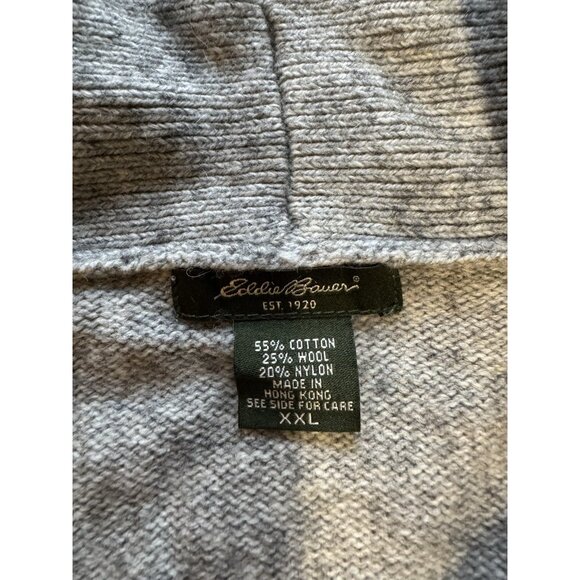 Eddie Bauer®
EST. 1920
55% COTTON
25% WOOL
20% NYLON
MADE IN
HONG KONG
SEE SIDE FOR CARE
XXL